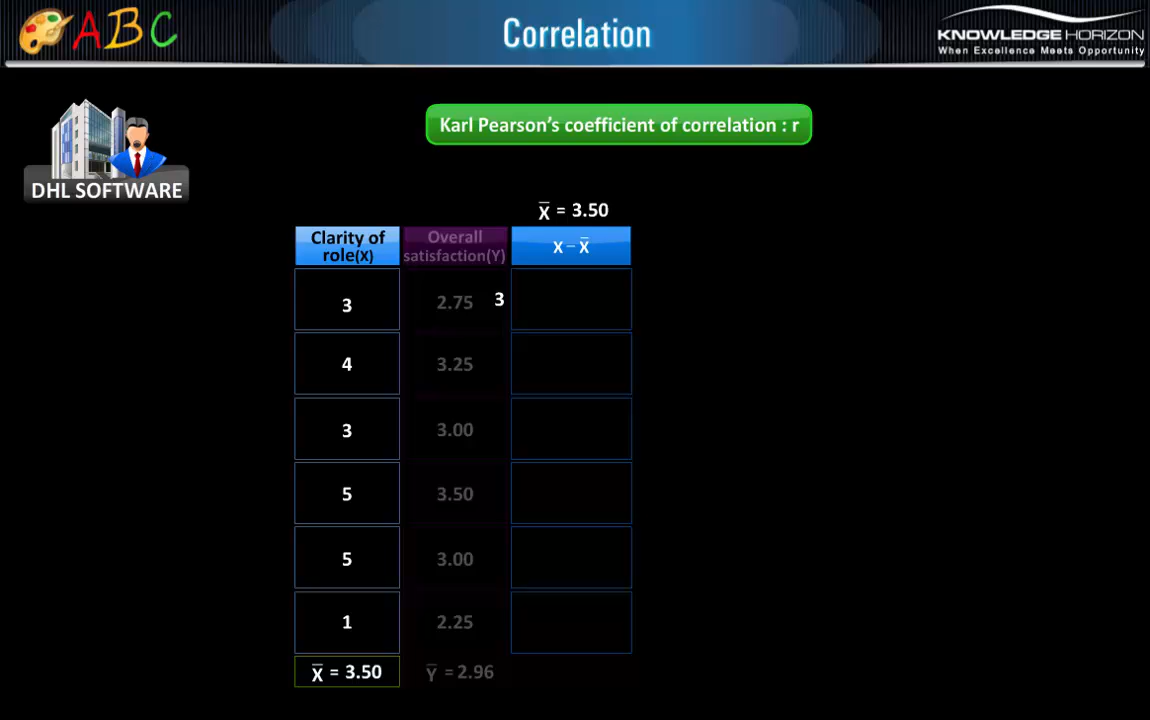 ABC
Correlation
KNOWLEDGE HORIZON
When Excellence Meets Opportunity
DHL SOFTWARE
Karl Pearson’s coefficient of correlation : r
X̅ = 3.50
Clarity of role(X) Overall satisfaction(Y) X – X̅
3 2.75 3
4 3.25
3 3.00
5 3.50
5 3.00
1 2.25
X̅ = 3.50 Y̅ = 2.96